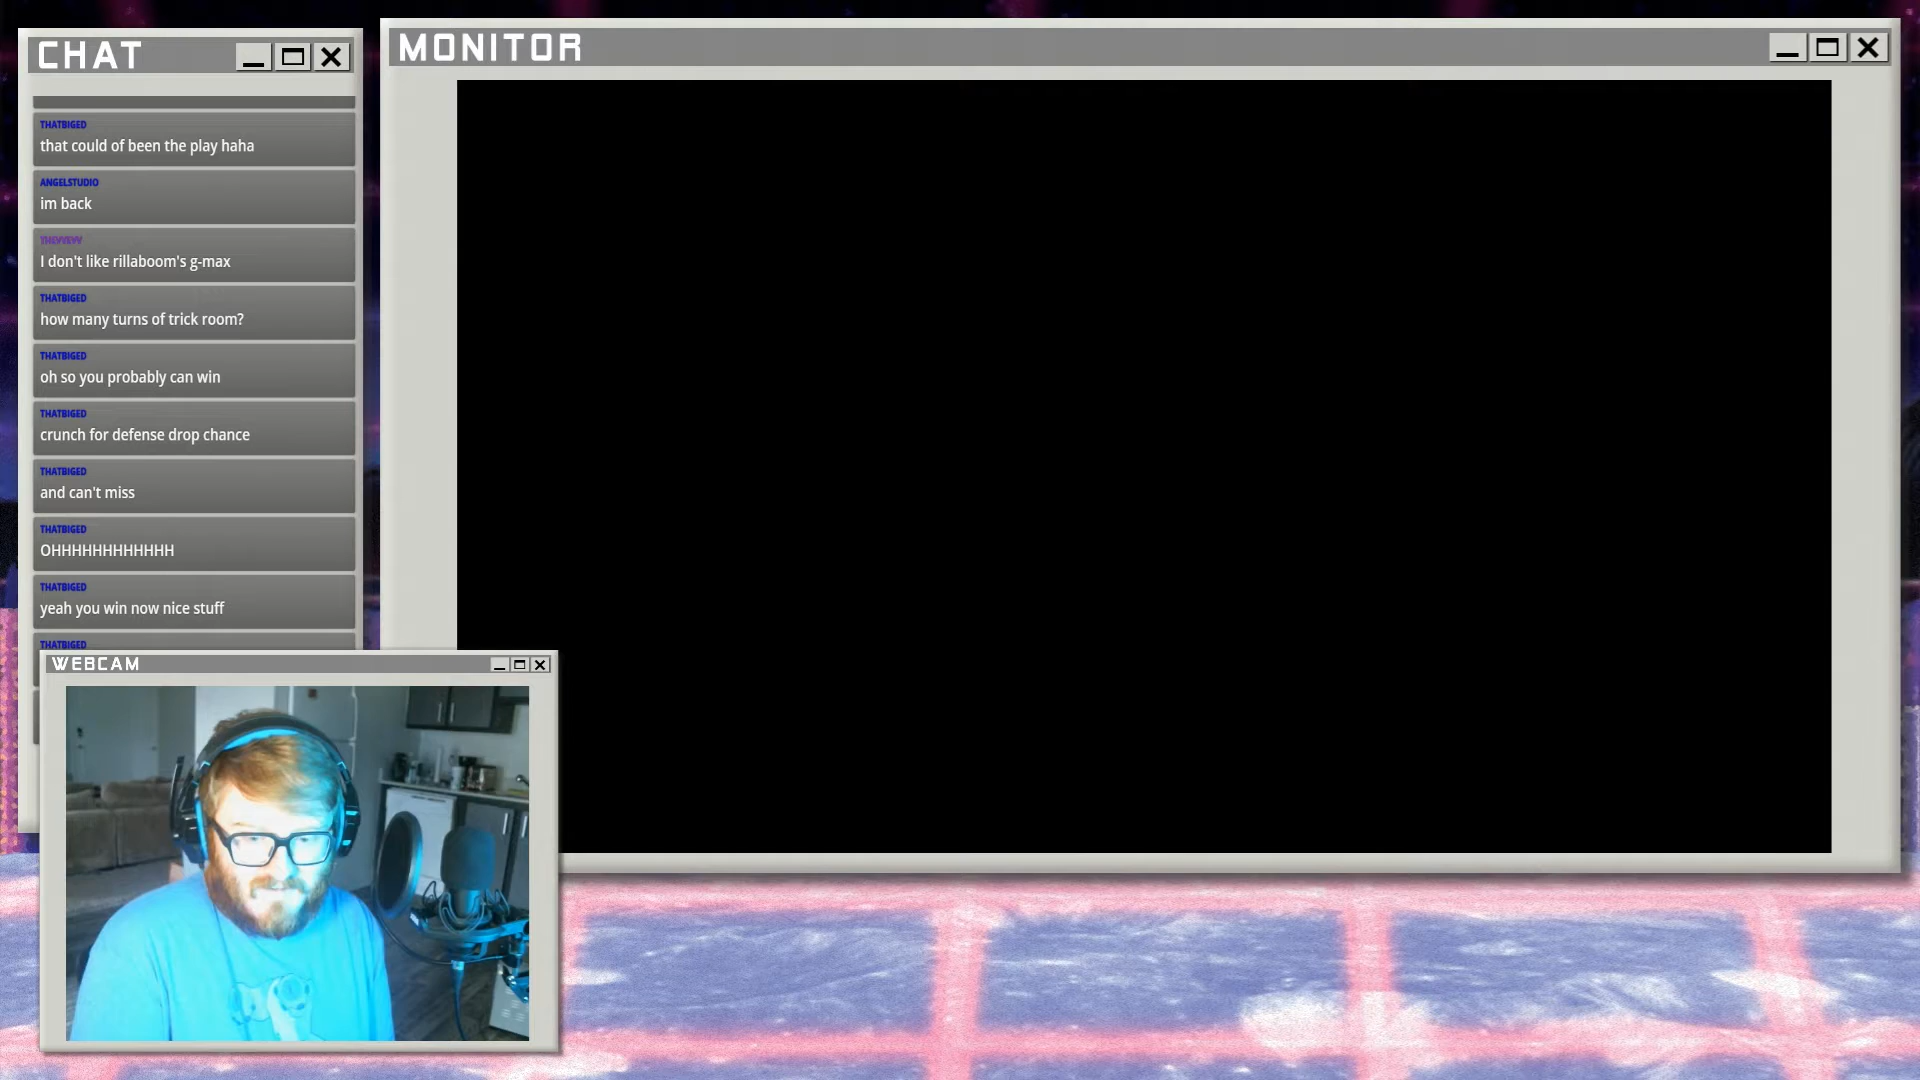 CHAT
MONITOR
THATBIGED
that could of been the play haha
ANGELSTUDIO
im back
I don't like rillaboom's g-max
THATBIGED
how many turns of trick room?
THATBIGED
oh so you probably can win
THATBIGED
crunch for defense drop chance
THATBIGED
and can't miss
THATBIGED
OHHHHHHHHHHHH
THATBIGED
yeah you win now nice stuff
THATBIGED
WEBCAM